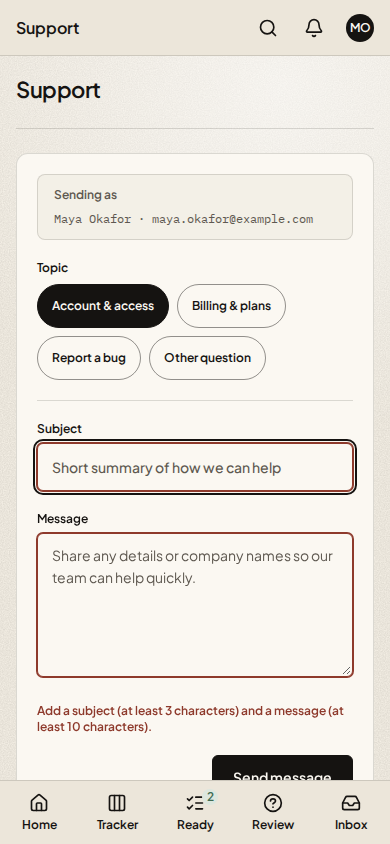 Support
MO
Support
Sending as
Maya Okafor · maya.okafor@example.com
Topic
Account & access
Billing & plans
Report a bug
Other question
Subject
Short summary of how we can help
Message
Share any details or company names so our
team can help quickly.
Add a subject (at least 3 characters) and a message (at
least 10 characters).
Send message
2
Home
Tracker
Ready
Review
Inbox